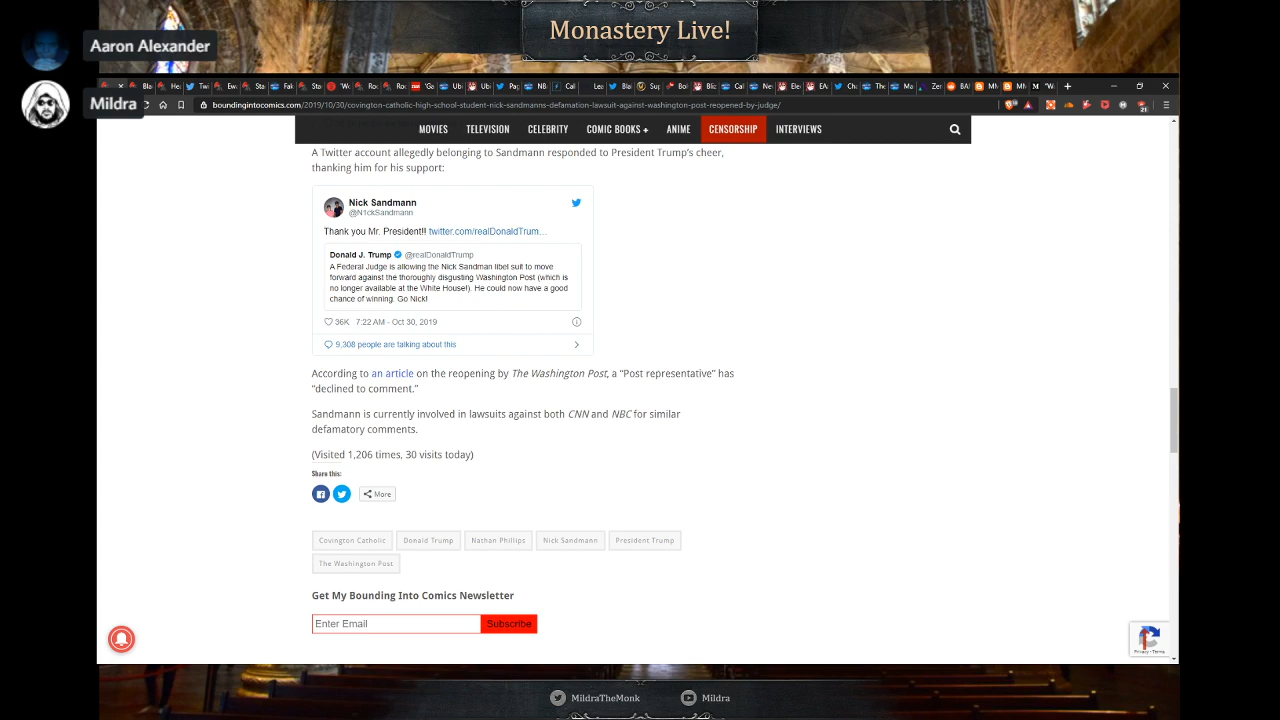 Monastery Live!
Aaron Alexander
Mildra
boundingintocomics.com/2019/10/30/covington-catholic-high-school-student-nick-sandmanns-defamation-lawsuit-against-washington-post-reopened-by-judge/
MOVIES TELEVISION CELEBRITY COMIC BOOKS + ANIME CENSORSHIP INTERVIEWS
A Twitter account allegedly belonging to Sandmann responded to President Trump's cheer,
thanking him for his support:
Nick Sandmann
@N1ckSandmann
Thank you Mr. President!! twitter.com/realDonaldTrum…
Donald J. Trump @realDonaldTrump
A Federal Judge is allowing the Nick Sandman libel suit to move
forward against the thoroughly disgusting Washington Post (which is
no longer available at the White House!). He could now have a good
chance of winning. Go Nick!
36K 7:22 AM - Oct 30, 2019
9,308 people are talking about this
According to an article on the reopening by The Washington Post, a “Post representative” has
“declined to comment.”
Sandmann is currently involved in lawsuits against both CNN and NBC for similar
defamatory comments.
(Visited 1,206 times, 30 visits today)
Share this:
More
Covington Catholic Donald Trump Nathan Phillips Nick Sandmann President Trump
The Washington Post
Get My Bounding Into Comics Newsletter
Enter Email Subscribe
Privacy - Terms
MildraTheMonk Mildra